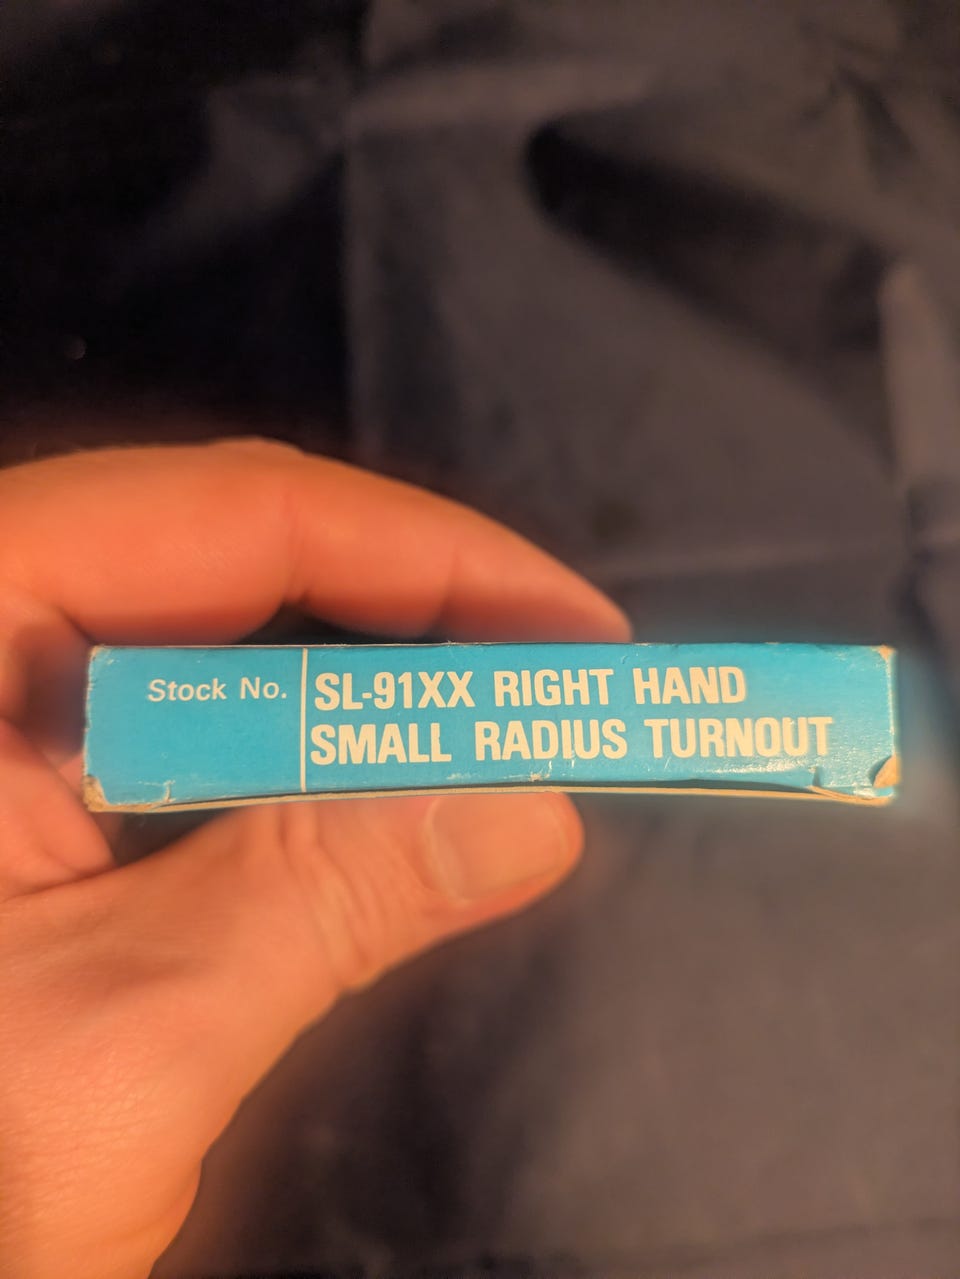 Stock No.
SL-91XX RIGHT HAND
SMALL RADIUS TURNOUT